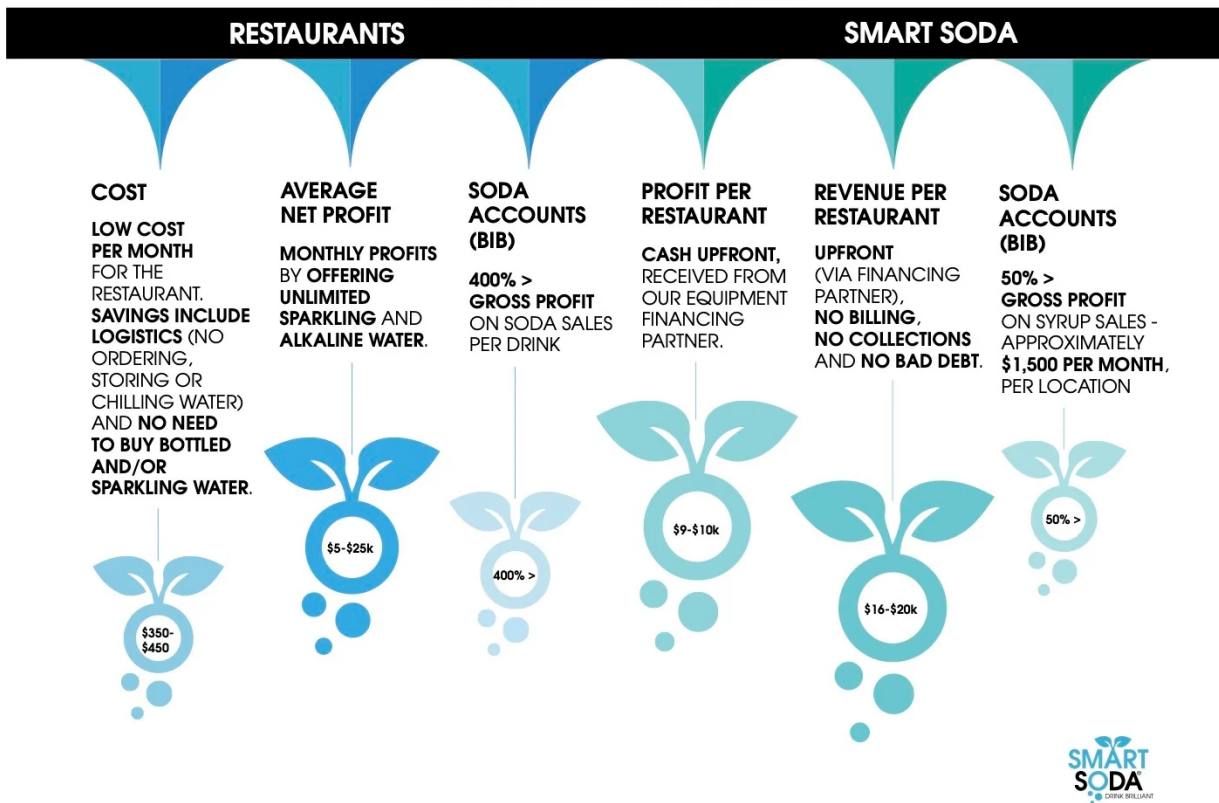 RESTAURANTS
SMART SODA
COST
LOW COST
PER MONTH
FOR THE
RESTAURANT.
SAVINGS INCLUDE
LOGISTICS (NO
ORDERING,
STORING OR
CHILLING WATER)
AND NO NEED
TO BUY BOTTLED
AND/OR
SPARKLING WATER.
$350-
$450
AVERAGE
NET PROFIT
MONTHLY PROFITS
BY OFFERING
UNLIMITED
SPARKLING AND
ALKALINE WATER.
$5-$25k
SODA
ACCOUNTS
(BIB)
400% >
GROSS PROFIT
ON SODA SALES
PER DRINK
400% >
PROFIT PER
RESTAURANT
CASH UPFRONT,
RECEIVED FROM
OUR EQUIPMENT
FINANCING
PARTNER.
$9-$10k
REVENUE PER
RESTAURANT
UPFRONT
(VIA FINANCING
PARTNER),
NO BILLING,
NO COLLECTIONS
AND NO BAD DEBT.
$16-$20k
SODA
ACCOUNTS
(BIB)
50% >
GROSS PROFIT
ON SYRUP SALES -
APPROXIMATELY
$1,500 PER MONTH,
PER LOCATION
50% >
SMART
SODA®
DRINK BRILLIANT